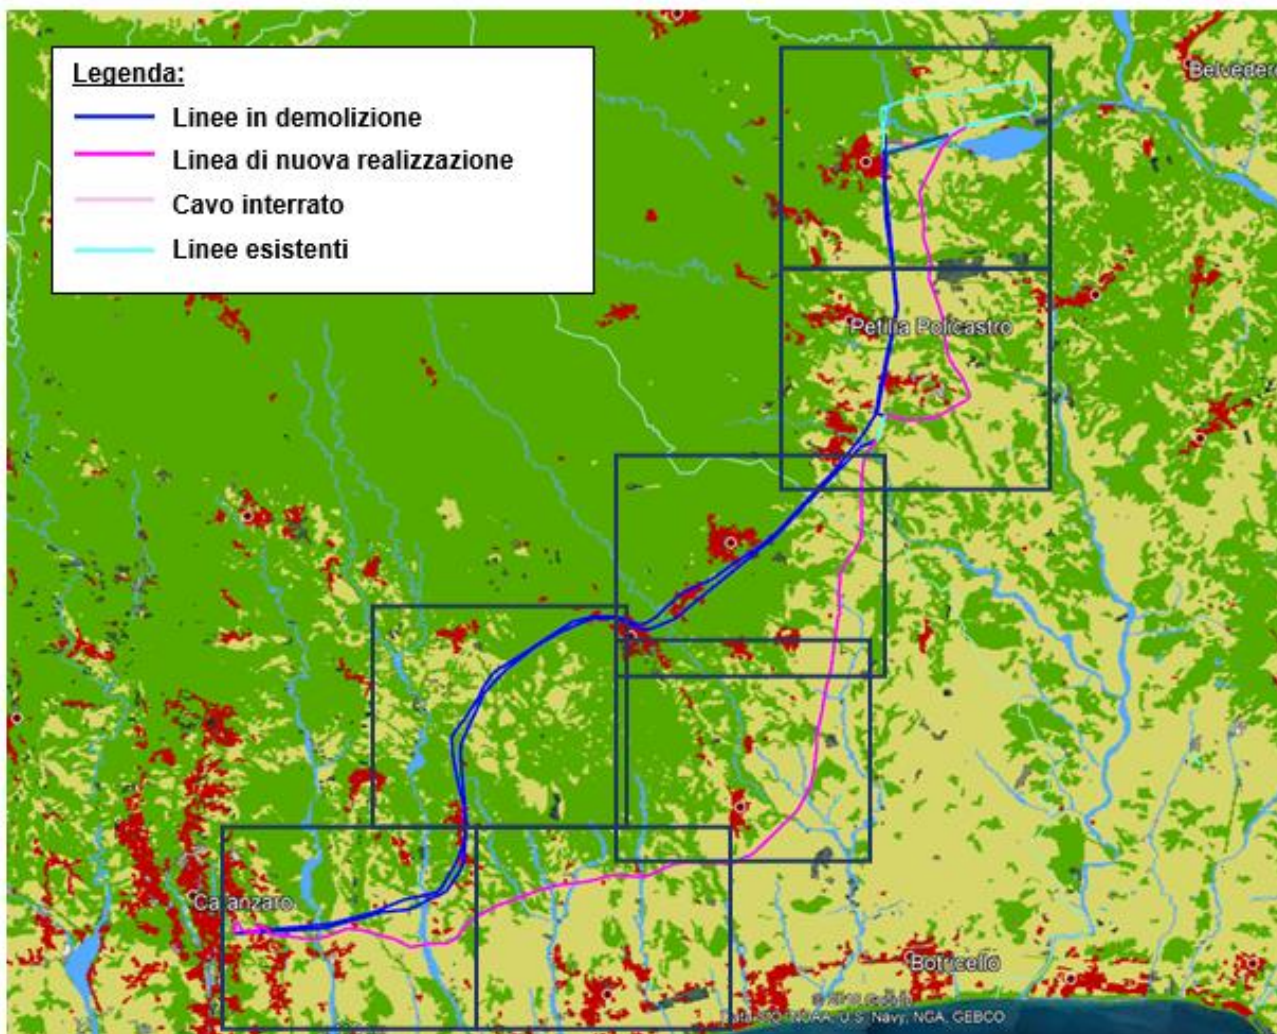 Legenda:
Linee in demolizione
Linea di nuova realizzazione
Cavo interrato
Linee esistenti
Belvedere
Petilia Policastro
Catanzaro
Botricello
Data SIO, NOAA, U.S. Navy, NGA, GEBCO